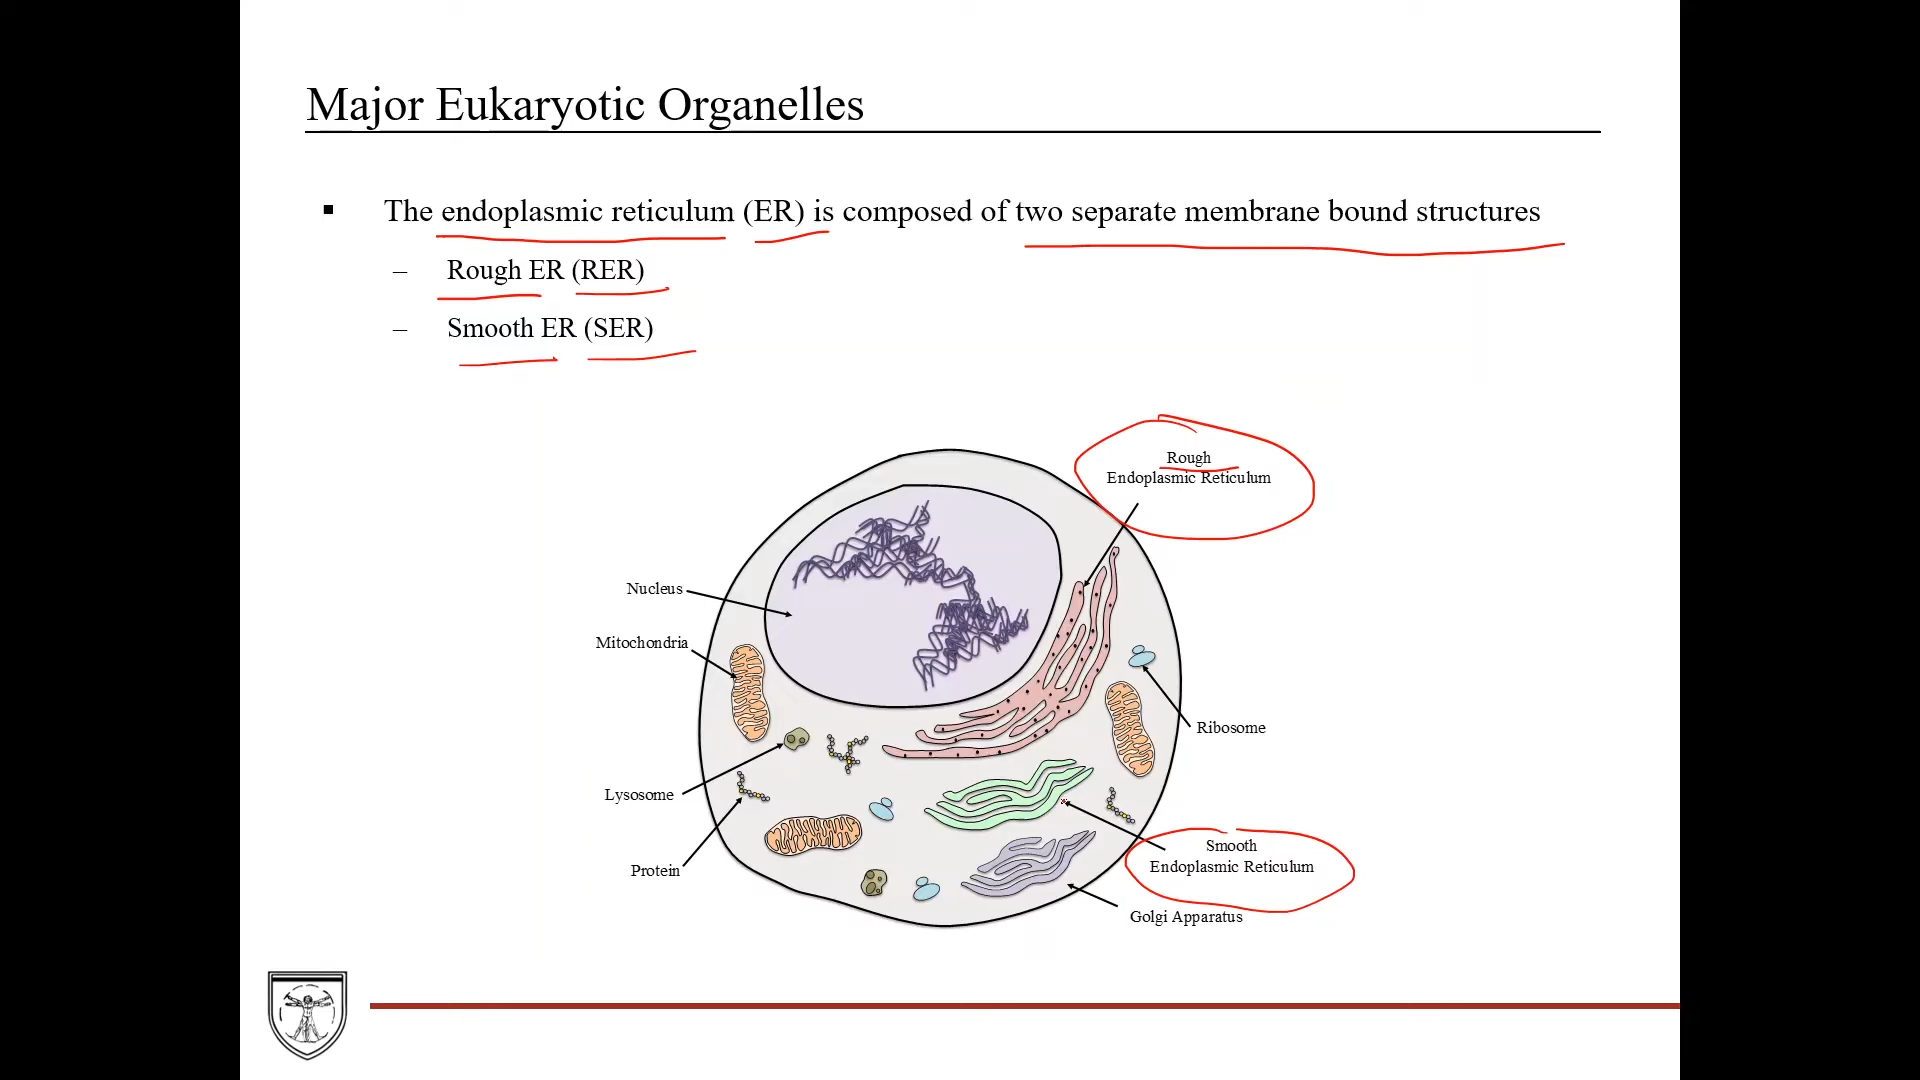 Major Eukaryotic Organelles
▪ The endoplasmic reticulum (ER) is composed of two separate membrane bound structures
– Rough ER (RER)
– Smooth ER (SER)
Rough
Endoplasmic Reticulum
Nucleus
Mitochondria
Ribosome
Lysosome
Protein
Smooth
Endoplasmic Reticulum
Golgi Apparatus